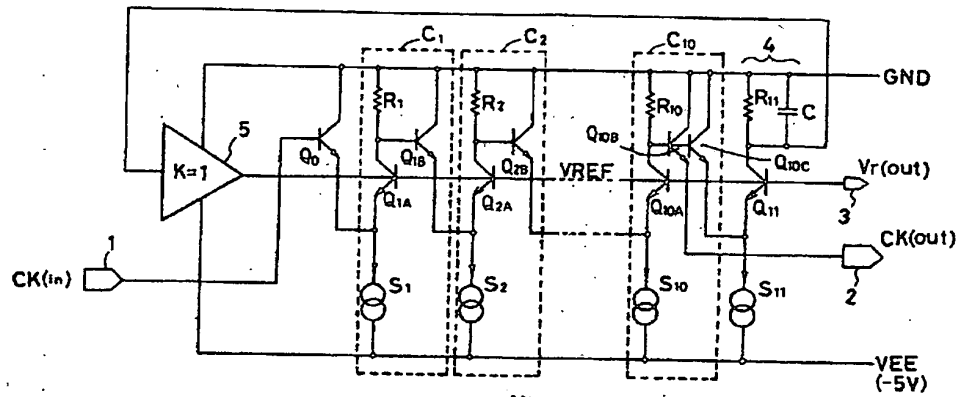 C1
C2
C10
4
GND
R1
R2
R10
R11
C
5
Q0
Q1B
Q2B
Q10B
Q10C
K=1
VREF
Vr(out)
Q1A
Q2A
Q10A
Q11
3
1
CK(out)
CK(in)
S1
S2
S10
S11
2
VEE
(-5V)